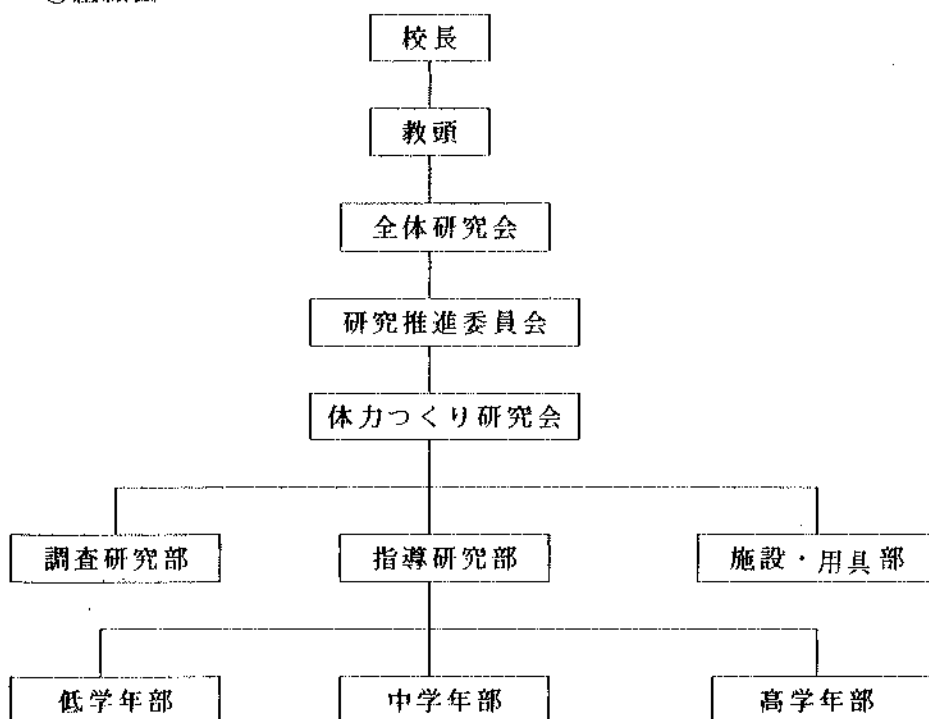 校長
教頭
全体研究会
研究推進委員会
体力つくり研究会
調査研究部 指導研究部 施設・用具部
低学年部 中学年部 高学年部